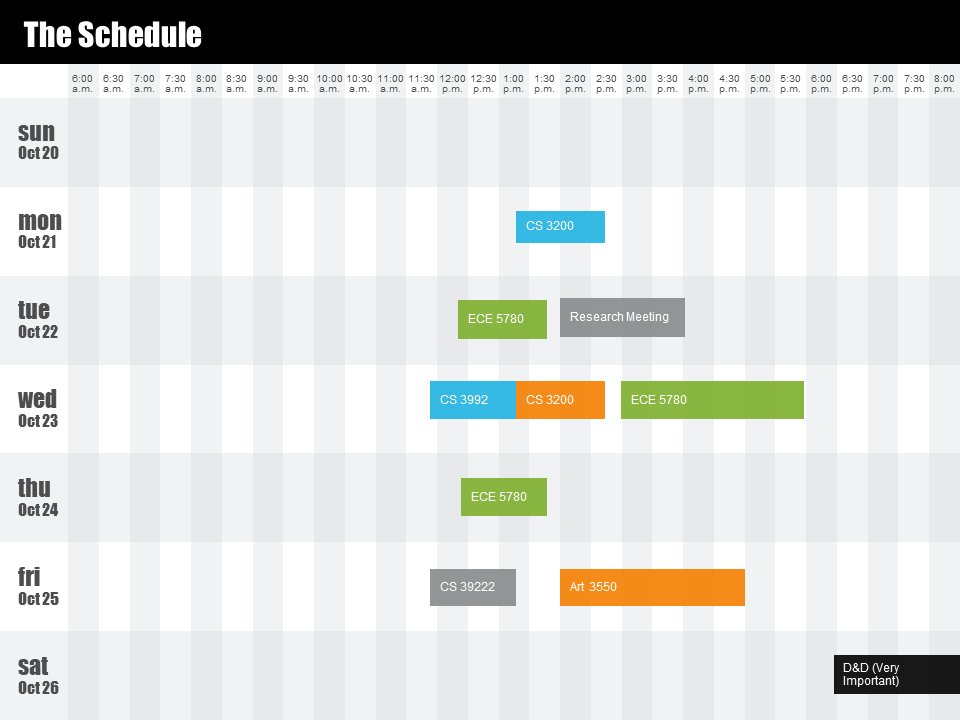 The Schedule
6:00 6:30 7:00 7:30 8:00 8:30 9:00 9:30 10:00 10:30 11:00 11:30 12:00 12:30 1:00 1:30 2:00 2:30 3:00 3:30 4:00 4:30 5:00 5:30 6:00 6:30 7:00 7:30 8:00
a.m. a.m. a.m. a.m. a.m. a.m. a.m. a.m. a.m. a.m. a.m. a.m. p.m. p.m. p.m. p.m. p.m. p.m. p.m. p.m. p.m. p.m. p.m. p.m. p.m. p.m. p.m. p.m. p.m.
sun
Oct 20
mon
Oct 21
CS 3200
tue
Oct 22
ECE 5780
Research Meeting
wed
Oct 23
CS 3992
CS 3200
ECE 5780
thu
Oct 24
ECE 5780
fri
Oct 25
CS 39222
Art 3550
sat
Oct 26
D&D (Very
Important)